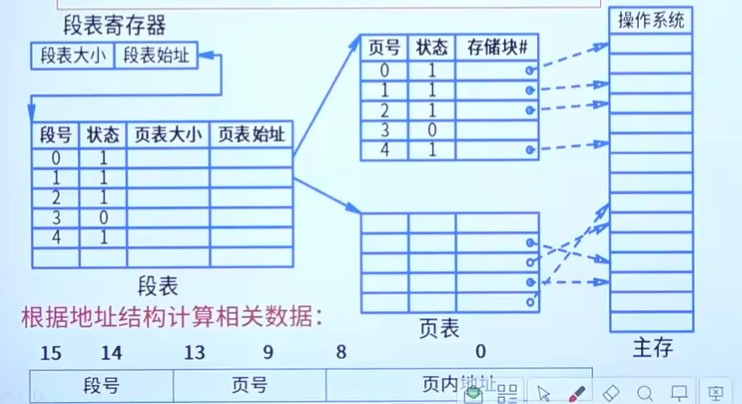 段表寄存器
段表大小 段表始址
段号 状态 页表大小 页表始址
0 1
1 1
2 1
3 0
4 1
段表
页号 状态 存储块#
0 1
1 1
2 1
3 0
4 1
页表
操作系统
主存
根据地址结构计算相关数据：
15 14 13 9 8 0
段号 页号 页内地址